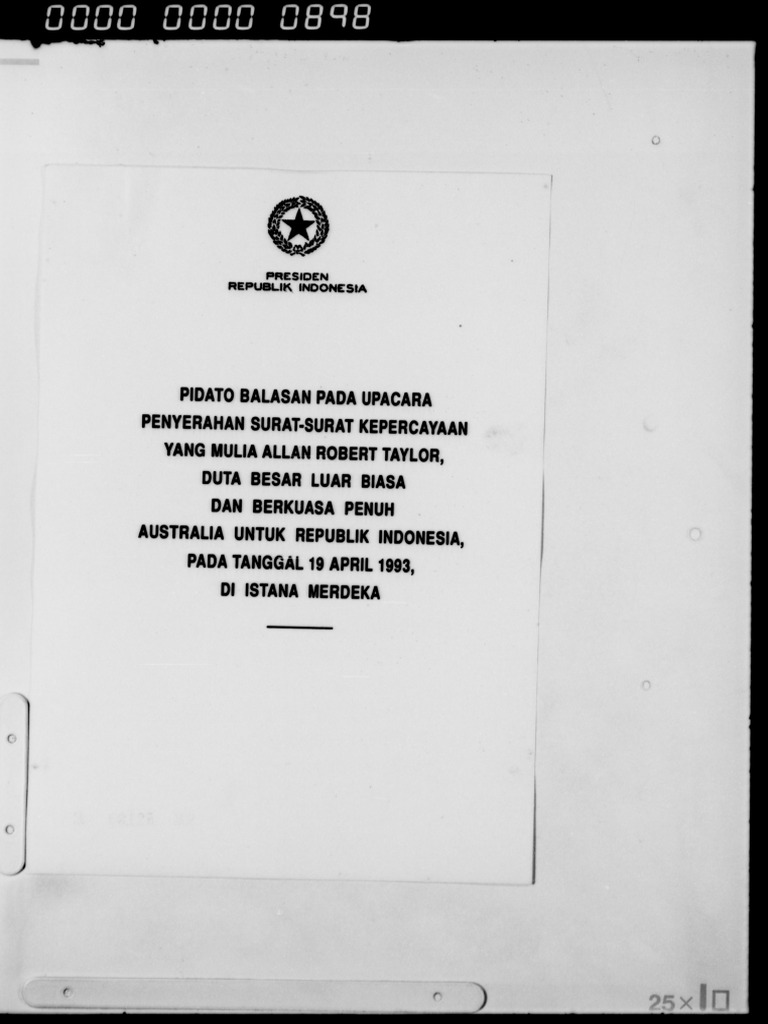 0000 0000 0898
PRESIDEN
REPUBLIK INDONESIA
PIDATO BALASAN PADA UPACARA
PENYERAHAN SURAT-SURAT KEPERCAYAAN
YANG MULIA ALLAN ROBERT TAYLOR,
DUTA BESAR LUAR BIASA
DAN BERKUASA PENUH
AUSTRALIA UNTUK REPUBLIK INDONESIA,
PADA TANGGAL 19 APRIL 1993,
DI ISTANA MERDEKA
25×